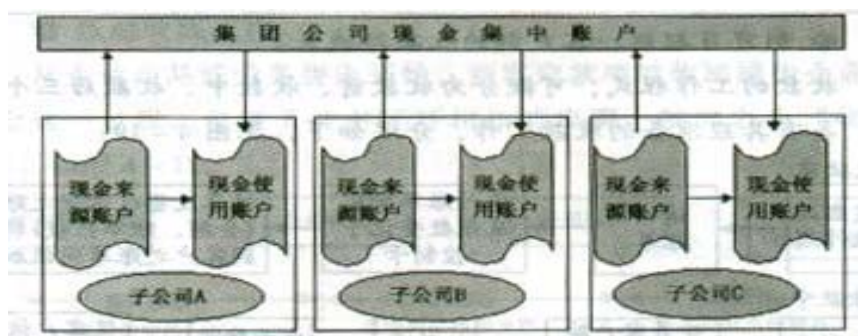 集团公司现金集中账户
现金来
源账户
现金使
用账户
现金来
源账户
现金使
用账户
现金来
源账户
现金使
用账户
子公司A
子公司B
子公司C